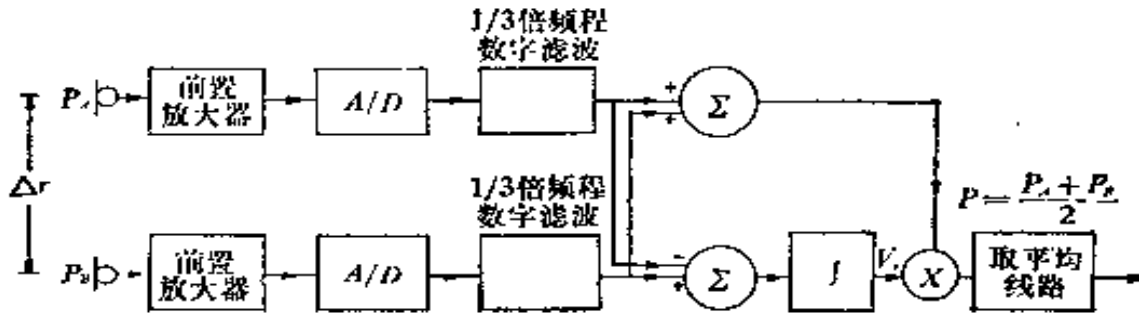 1/3倍频程
数字滤波
P_A
前置
放大器
A/D
+
+
Σ
Δr
1/3倍频程
数字滤波
P = (P_A + P_B) / 2
P_B
前置
放大器
A/D
-
+
Σ
∫
V_r
X
取平均
线路